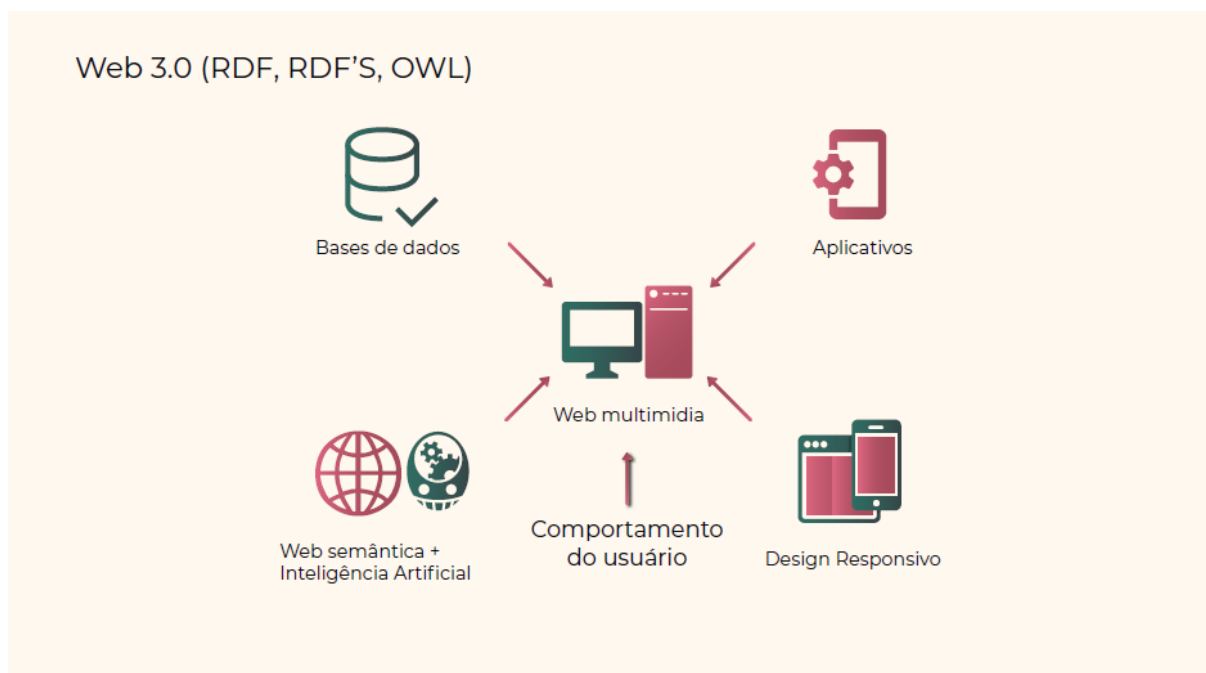 Web 3.0 (RDF, RDF'S, OWL)
Bases de dados
Aplicativos
Web multimidia
Web semântica +
Inteligência Artificial
Comportamento
do usuário
Design Responsivo